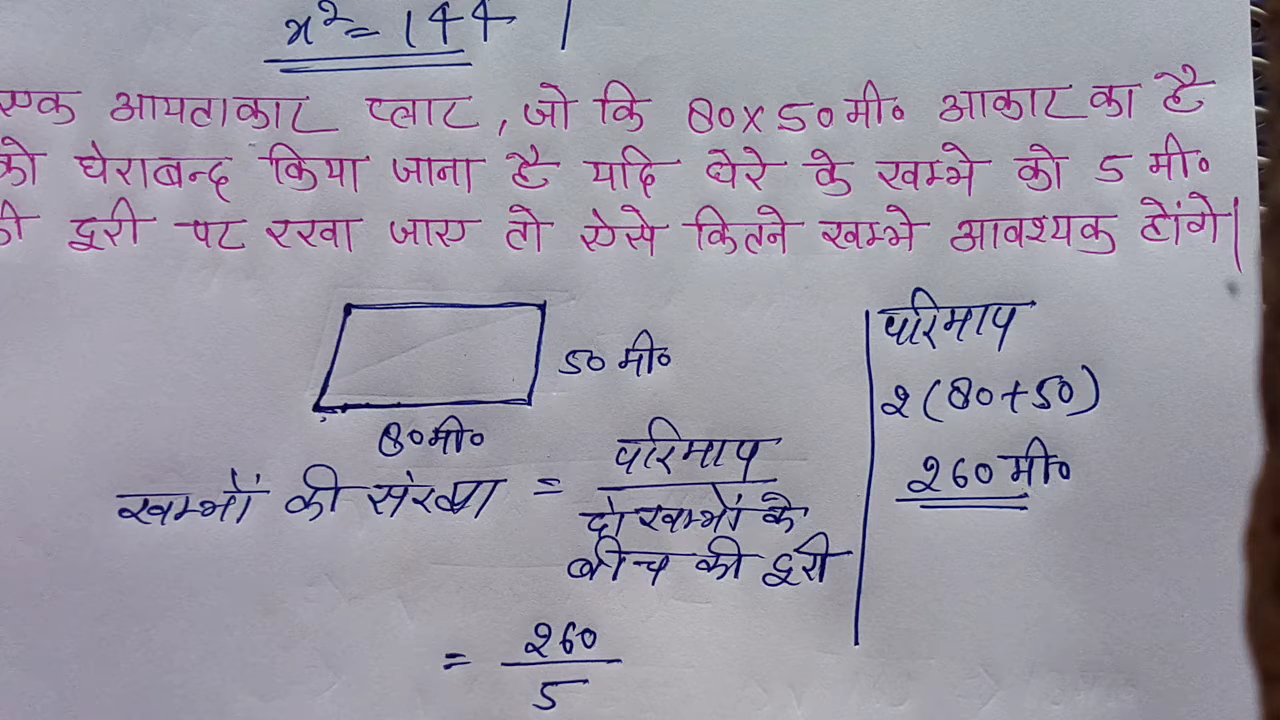 x² = 144
एक आयताकार प्लाट , जो कि 80×50 मी० आकार का है
को घेराबन्द किया जाना है यदि घेरे के खम्भे को 5 मी०
की दूरी पर रखा जाए तो ऐसे कितने खम्भे आवश्यक होंगे|
50 मी०
80मी०
खम्भों की संख्या = परिमाप / दो खम्भों के बीच की दूरी
= 260 / 5
परिमाप
2(80+50)
260 मी०